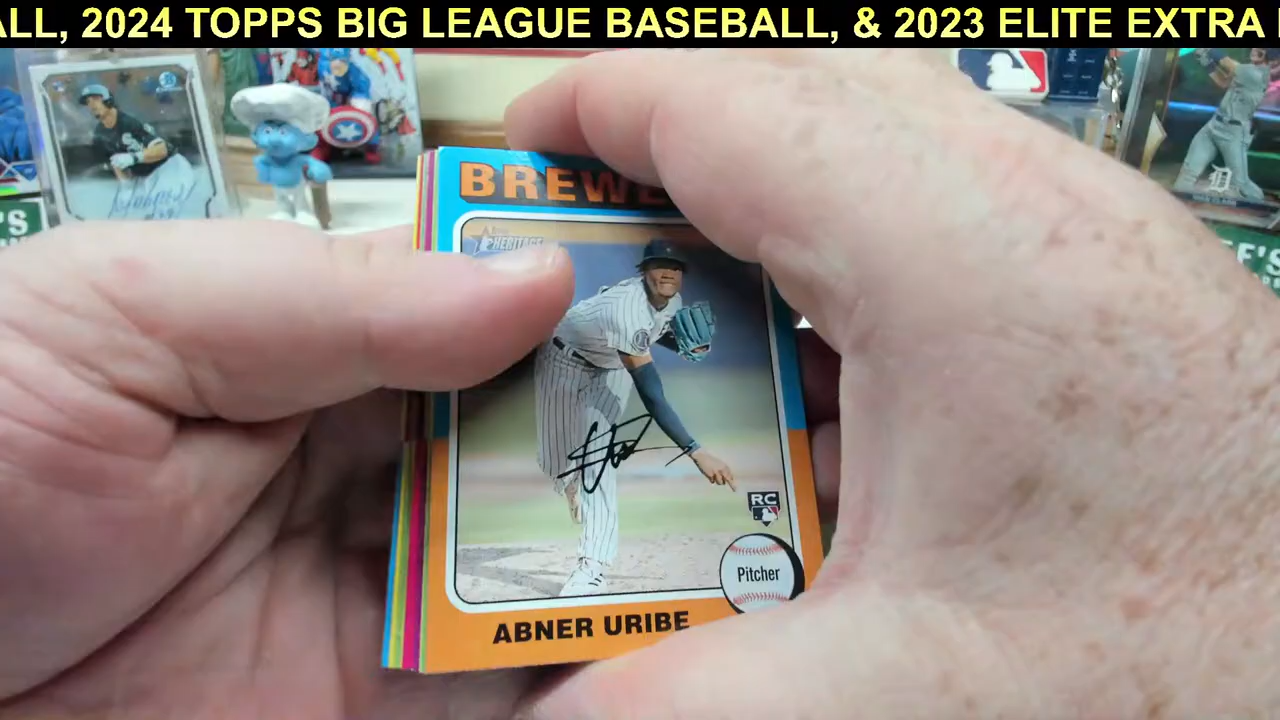 ALL, 2024 TOPPS BIG LEAGUE BASEBALL, & 2023 ELITE EXTRA
BREWE
HERITAGE
RC
Pitcher
ABNER URIBE